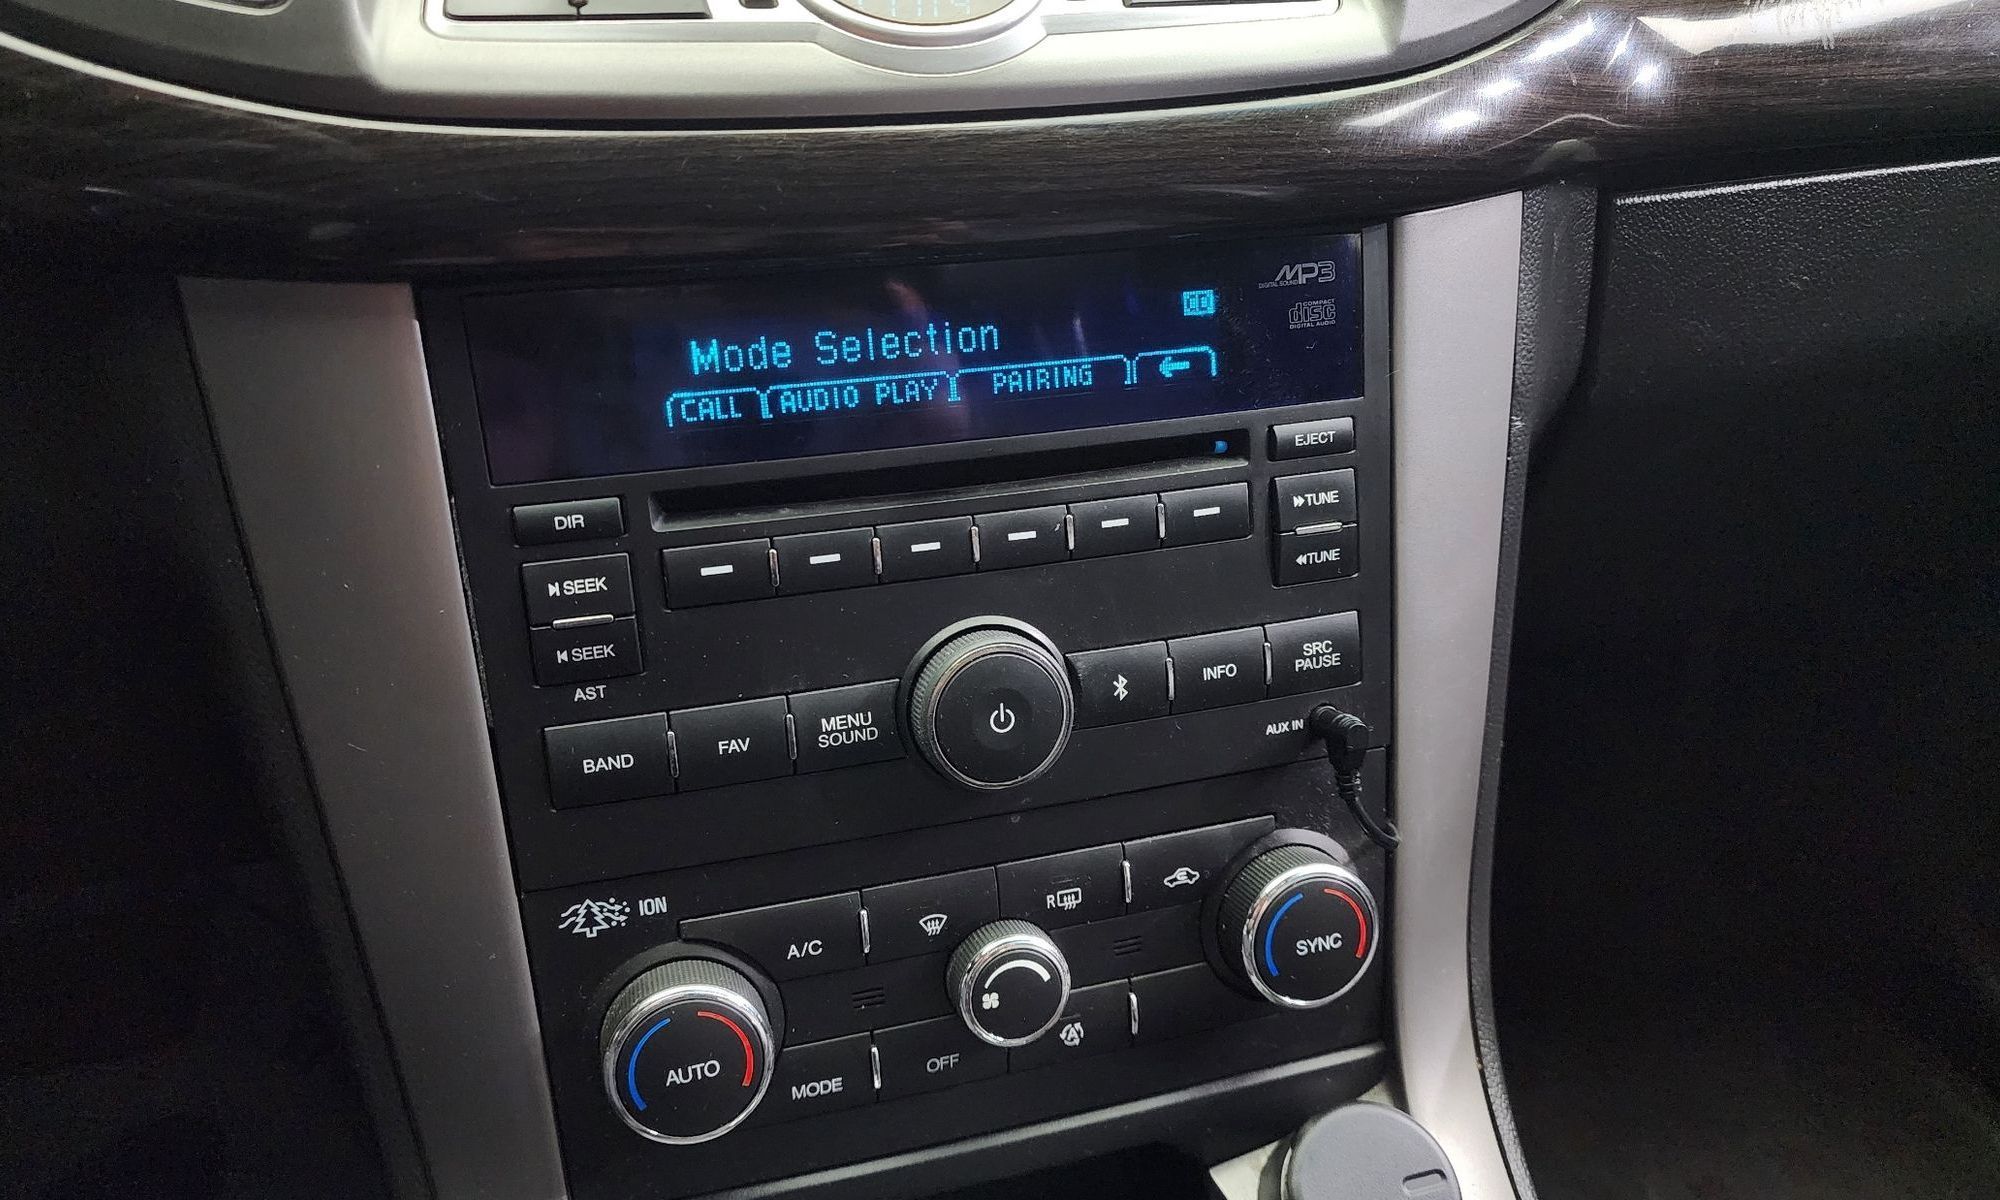 MP3
DIGITAL SOUND
COMPACT
disc
DIGITAL AUDIO
Mode Selection
CALL AUDIO PLAY PAIRING
EJECT
DIR
TUNE
TUNE
SEEK
SEEK
AST
BAND
FAV
MENU
SOUND
INFO
SRC
PAUSE
AUX IN
ION
A/C
R
SYNC
AUTO
MODE
OFF
A